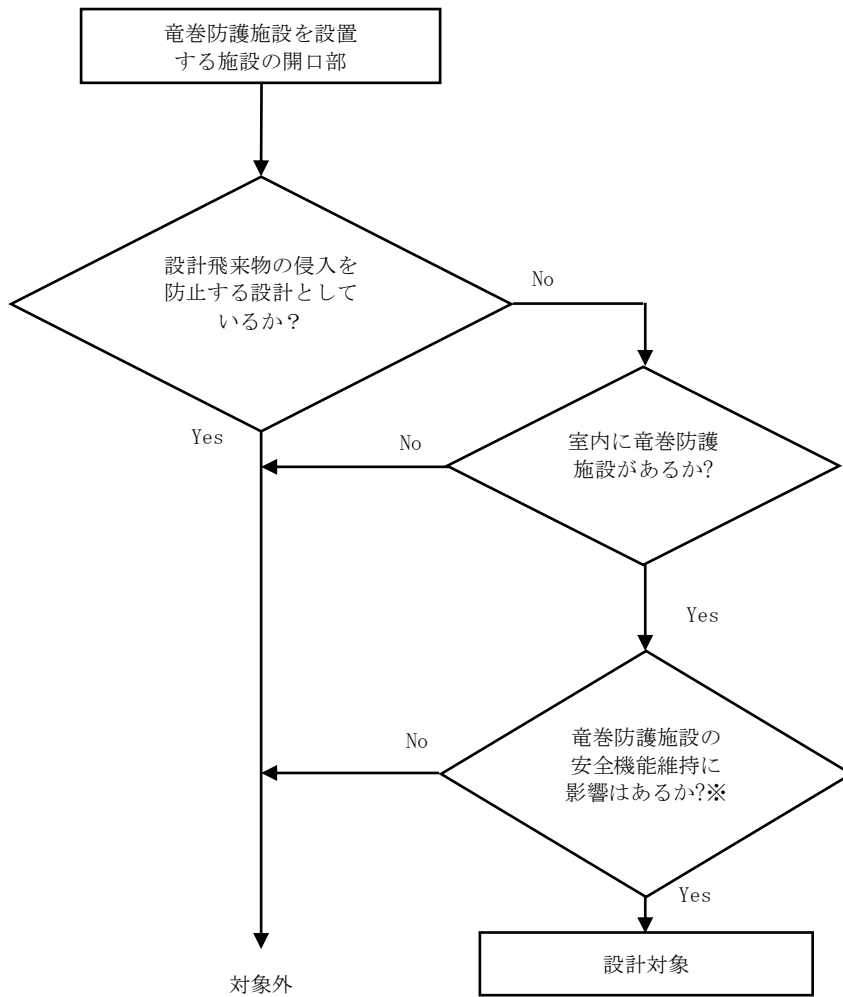 竜巻防護施設を設置
する施設の開口部
設計飛来物の侵入を
防止する設計として
いるか？
No
Yes
No
室内に竜巻防護
施設があるか?
Yes
No
竜巻防護施設の
安全機能維持に
影響はあるか?※
Yes
対象外
設計対象